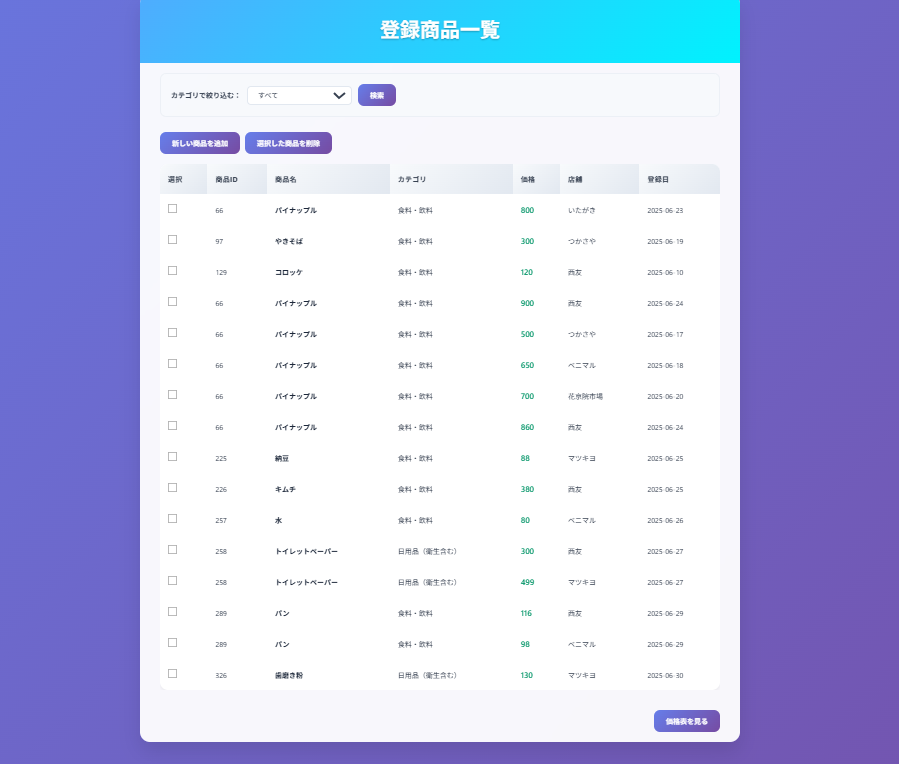 登録商品一覧
カテゴリで絞り込む： すべて 検索
新しい商品を追加 選択した商品を削除
選択 商品ID 商品名 カテゴリ 価格 店舗 登録日
66 パイナップル 食料・飲料 800 いたがき 2025-06-23
97 やきそば 食料・飲料 300 つかさや 2025-06-19
129 コロッケ 食料・飲料 120 西友 2025-06-10
66 パイナップル 食料・飲料 900 西友 2025-06-24
66 パイナップル 食料・飲料 500 つかさや 2025-06-17
66 パイナップル 食料・飲料 650 ベニマル 2025-06-18
66 パイナップル 食料・飲料 700 花京院市場 2025-06-20
66 パイナップル 食料・飲料 860 西友 2025-06-24
225 納豆 食料・飲料 88 マツキヨ 2025-06-25
226 キムチ 食料・飲料 380 西友 2025-06-25
257 水 食料・飲料 80 ベニマル 2025-06-26
258 トイレットペーパー 日用品（衛生含む） 300 西友 2025-06-27
258 トイレットペーパー 日用品（衛生含む） 499 マツキヨ 2025-06-27
289 パン 食料・飲料 116 西友 2025-06-29
289 パン 食料・飲料 98 ベニマル 2025-06-29
326 歯磨き粉 日用品（衛生含む） 130 マツキヨ 2025-06-30
価格表を見る